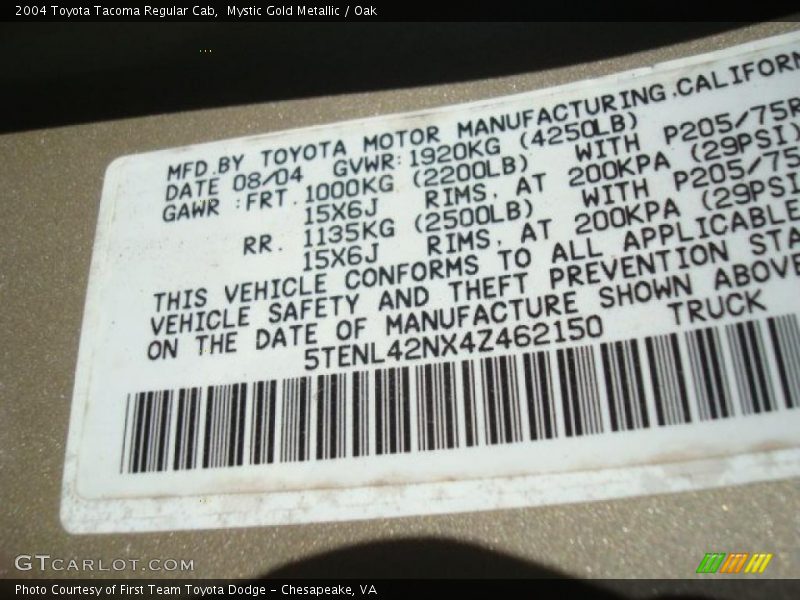 2004 Toyota Tacoma Regular Cab, Mystic Gold Metallic / Oak
MFD.BY TOYOTA MOTOR MANUFACTURING.CALIFORN
DATE 08/04 GVWR:1920KG (4250LB)
GAWR :FRT.1000KG (2200LB) WITH P205/75R
15X6J RIMS, AT 200KPA (29PSI)
RR. 1135KG (2500LB) WITH P205/75
15X6J RIMS, AT 200KPA (29PSI
THIS VEHICLE CONFORMS TO ALL APPLICABLE
VEHICLE SAFETY AND THEFT PREVENTION STA
ON THE DATE OF MANUFACTURE SHOWN ABOVE
5TENL42NX4Z462150 TRUCK
GTCARLOT.COM
Photo Courtesy of First Team Toyota Dodge - Chesapeake, VA